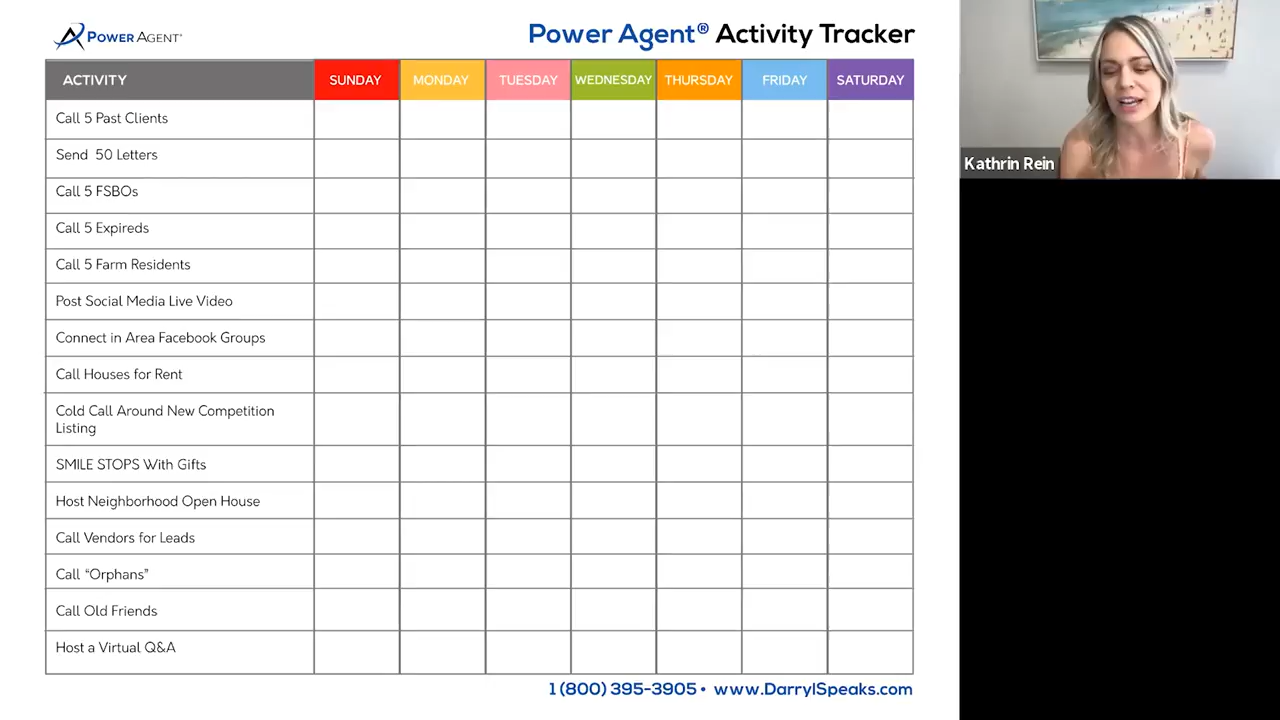 POWER AGENT®
Power Agent® Activity Tracker
ACTIVITY SUNDAY MONDAY TUESDAY WEDNESDAY THURSDAY FRIDAY SATURDAY
Call 5 Past Clients
Send 50 Letters
Call 5 FSBOs
Call 5 Expireds
Call 5 Farm Residents
Post Social Media Live Video
Connect in Area Facebook Groups
Call Houses for Rent
Cold Call Around New Competition
Listing
SMILE STOPS With Gifts
Host Neighborhood Open House
Call Vendors for Leads
Call “Orphans”
Call Old Friends
Host a Virtual Q&A
1 (800) 395-3905 • www.DarrylSpeaks.com
Kathrin Rein